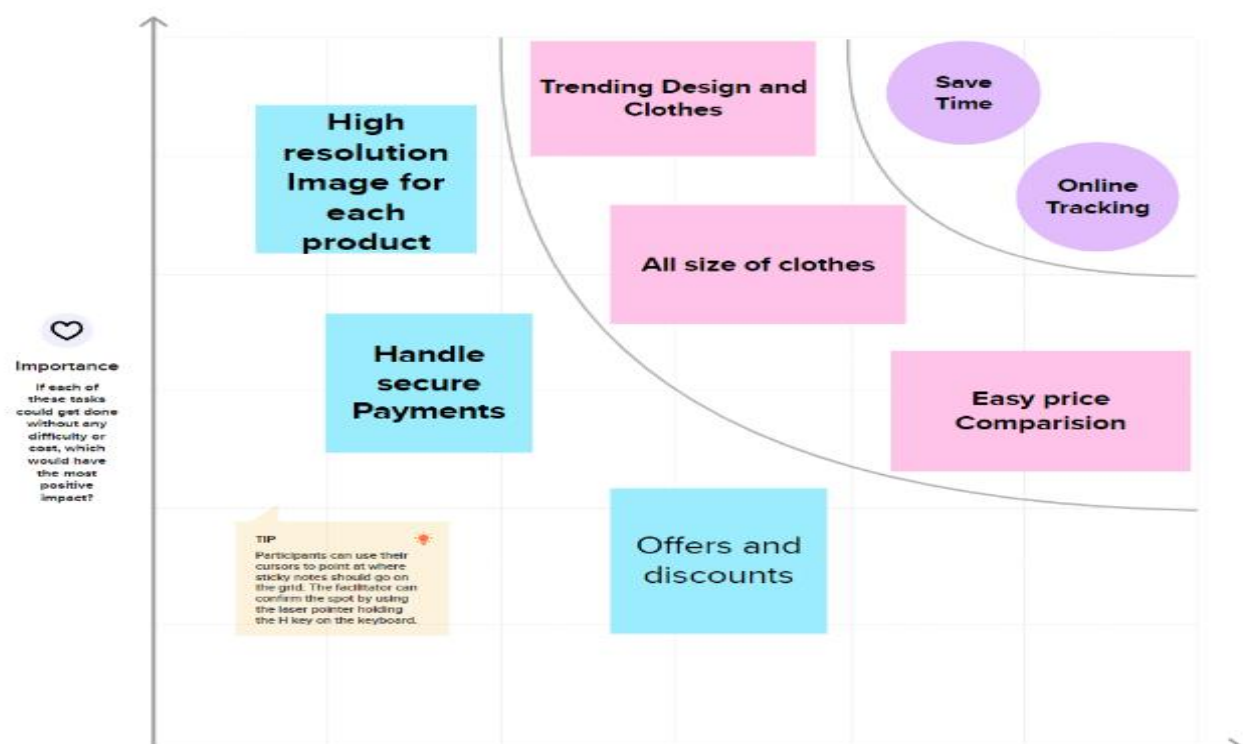 Trending Design and
Clothes
Save
Time
High
resolution
Image for
each
product
Online
Tracking
All size of clothes
Importance
If each of
these tasks
could get done
without any
difficulty or
cost, which
would have
the most
positive
impact?
Handle
secure
Payments
Easy price
Comparision
TIP
Participants can use their
cursors to point at where
sticky notes should go on
the grid. The facilitator can
confirm the spot by using
the laser pointer holding
the H key on the keyboard.
Offers and
discounts